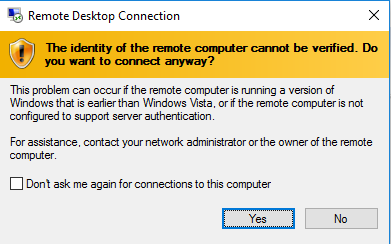 Remote Desktop Connection
The identity of the remote computer cannot be verified. Do
you want to connect anyway?
This problem can occur if the remote computer is running a version of
Windows that is earlier than Windows Vista, or if the remote computer is not
configured to support server authentication.
For assistance, contact your network administrator or the owner of the remote
computer.
Don't ask me again for connections to this computer
Yes
No